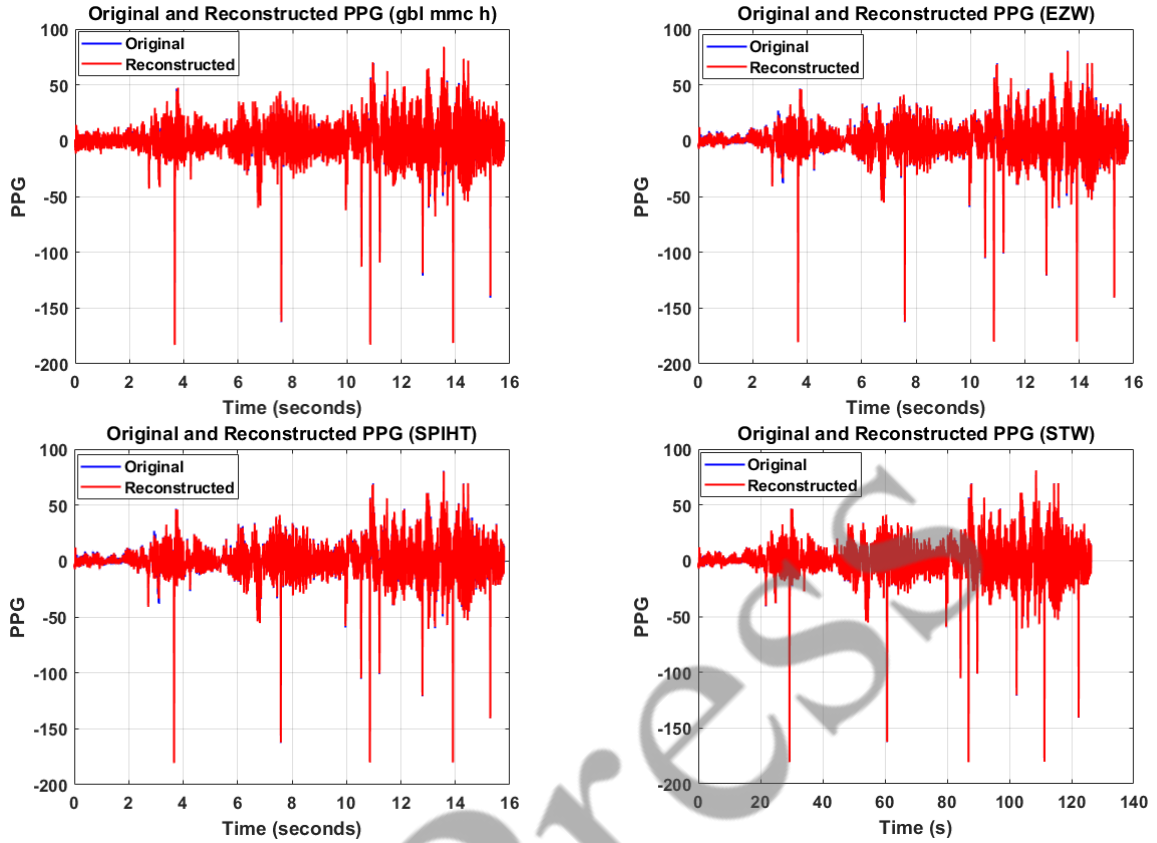 Original and Reconstructed PPG (gbl mmc h)
Original
Reconstructed
PPG
100
50
0
-50
-100
-150
-200
0 2 4 6 8 10 12 14 16
Time (seconds)
Original and Reconstructed PPG (EZW)
Original
Reconstructed
PPG
100
50
0
-50
-100
-150
-200
0 2 4 6 8 10 12 14 16
Time (seconds)
Original and Reconstructed PPG (SPIHT)
Original
Reconstructed
PPG
100
50
0
-50
-100
-150
-200
0 2 4 6 8 10 12 14 16
Time (seconds)
Original and Reconstructed PPG (STW)
Original
Reconstructed
PPG
100
50
0
-50
-100
-150
-200
0 20 40 60 80 100 120 140
Time (s)
ress